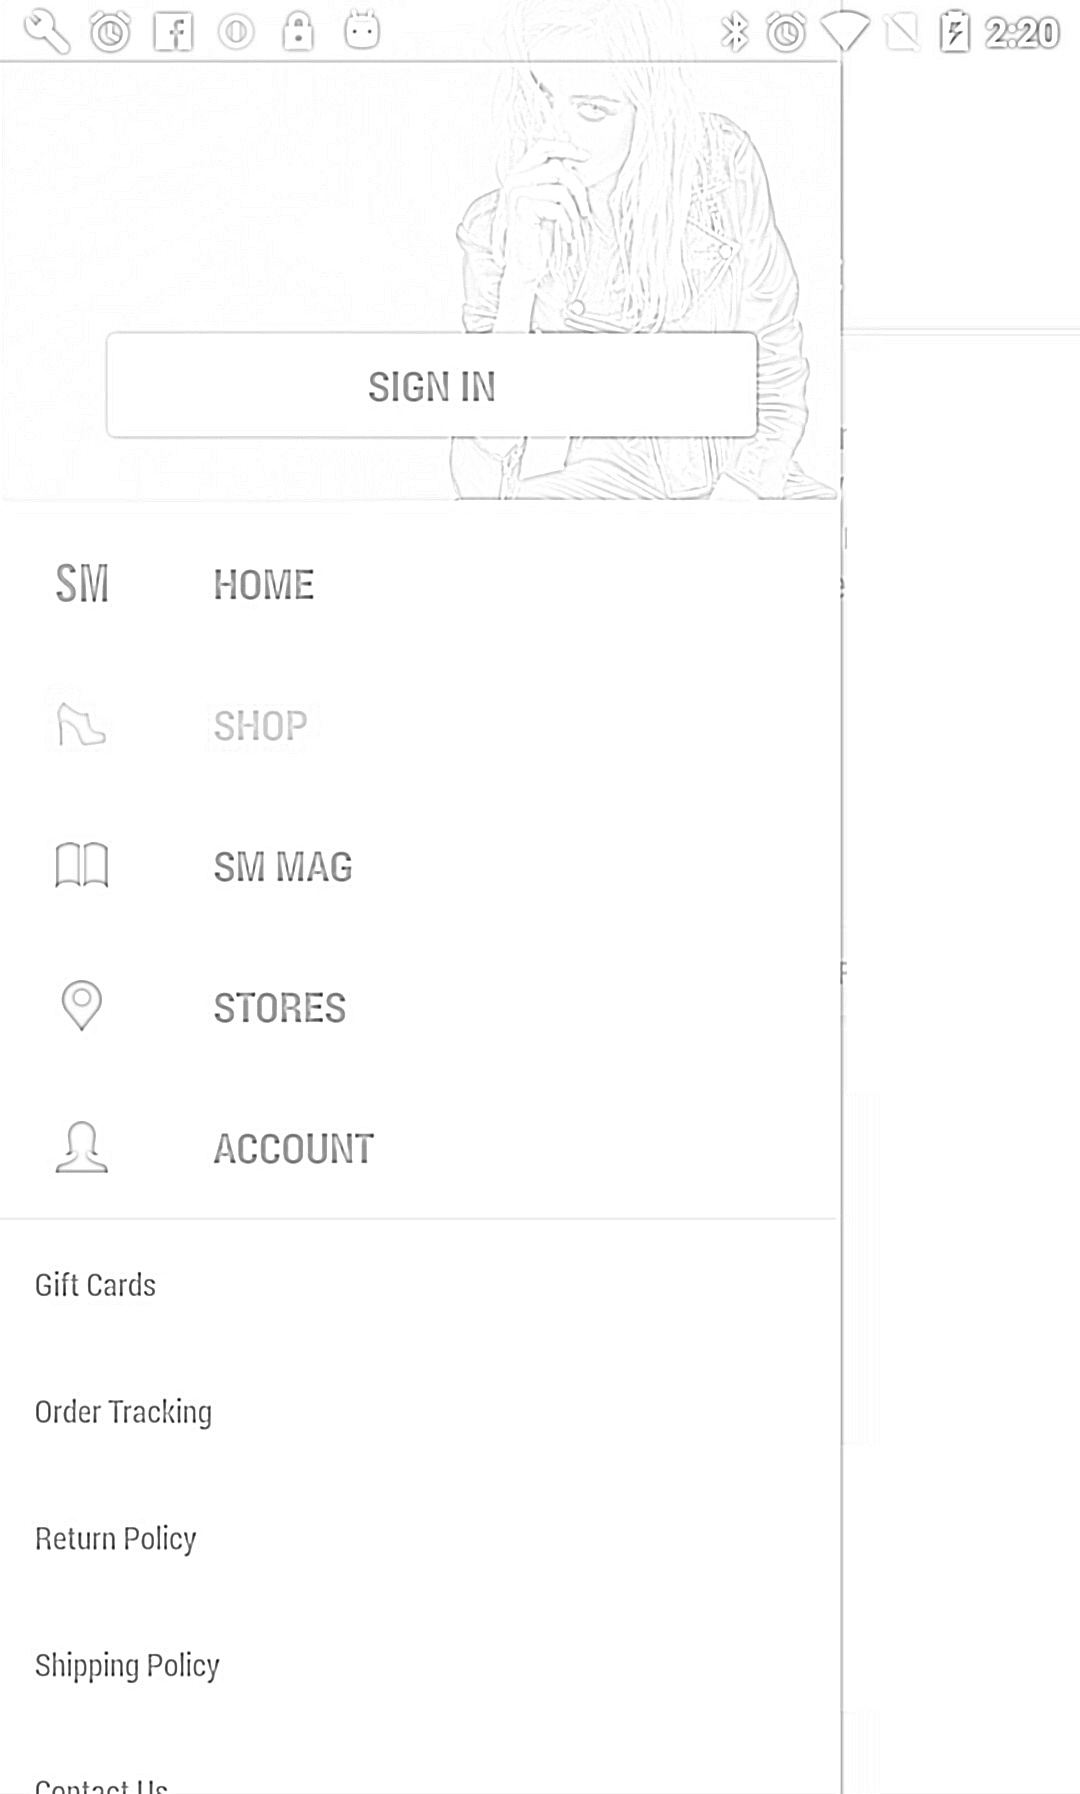 2:20
SIGN IN
SM HOME
SHOP
SM MAG
STORES
ACCOUNT
Gift Cards
Order Tracking
Return Policy
Shipping Policy
Contact Us